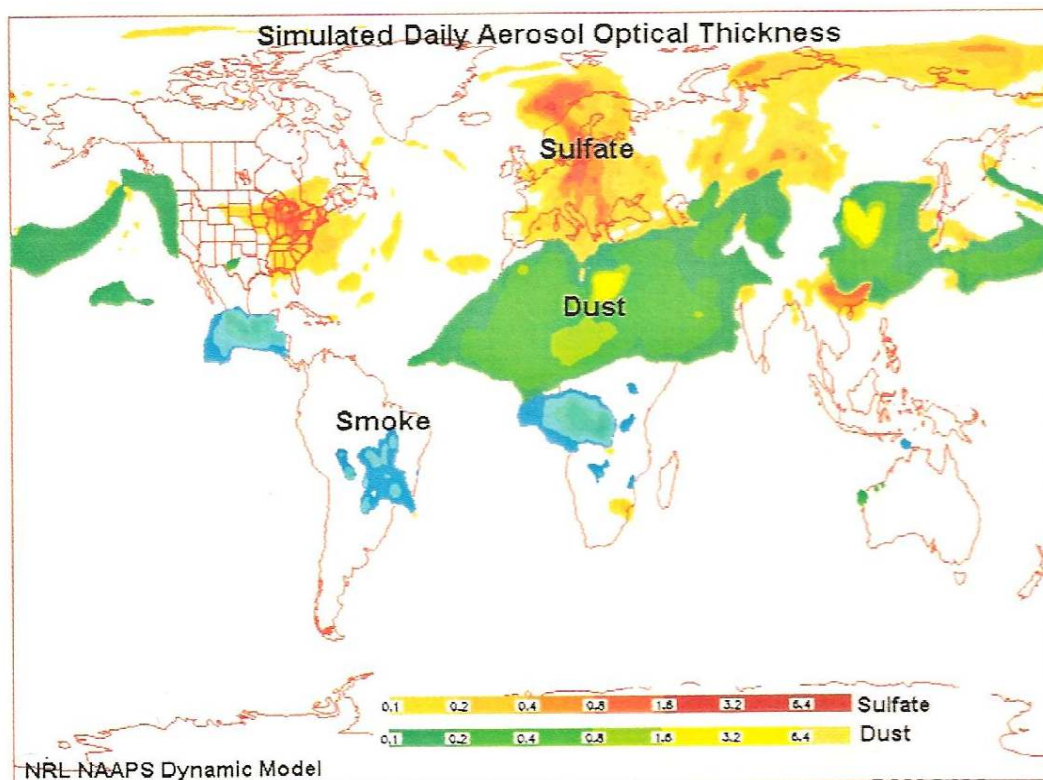 Simulated Daily Aerosol Optical Thickness
Sulfate
Dust
Smoke
0.1 0.2 0.4 0.8 1.6 3.2 6.4 Sulfate
0.1 0.2 0.4 0.8 1.6 3.2 6.4 Dust
NRL NAAPS Dynamic Model